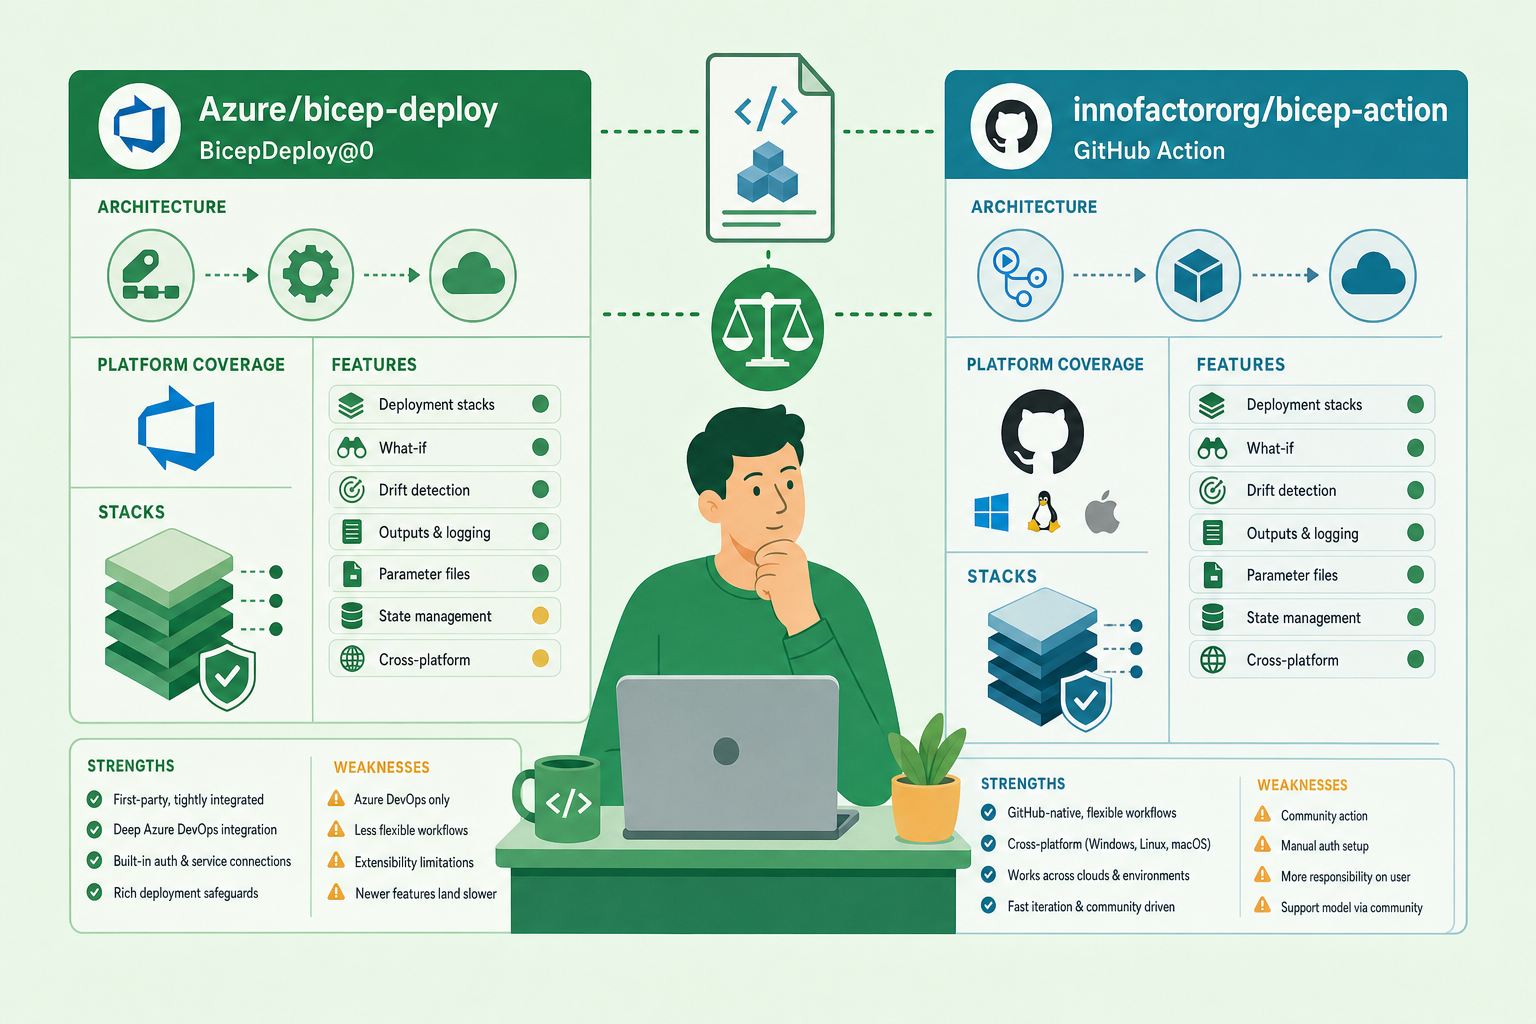 Azure/bicep-deploy
BicepDeploy@0
ARCHITECTURE
PLATFORM COVERAGE
STACKS
FEATURES
Deployment stacks
What-if
Drift detection
Outputs & logging
Parameter files
State management
Cross-platform
STRENGTHS
First-party, tightly integrated
Deep Azure DevOps integration
Built-in auth & service connections
Rich deployment safeguards
WEAKNESSES
Azure DevOps only
Less flexible workflows
Extensibility limitations
Newer features land slower
</>
</>
innofactororg/bicep-action
GitHub Action
ARCHITECTURE
PLATFORM COVERAGE
STACKS
FEATURES
Deployment stacks
What-if
Drift detection
Outputs & logging
Parameter files
State management
Cross-platform
STRENGTHS
GitHub-native, flexible workflows
Cross-platform (Windows, Linux, macOS)
Works across clouds & environments
Fast iteration & community driven
WEAKNESSES
Community action
Manual auth setup
More responsibility on user
Support model via community